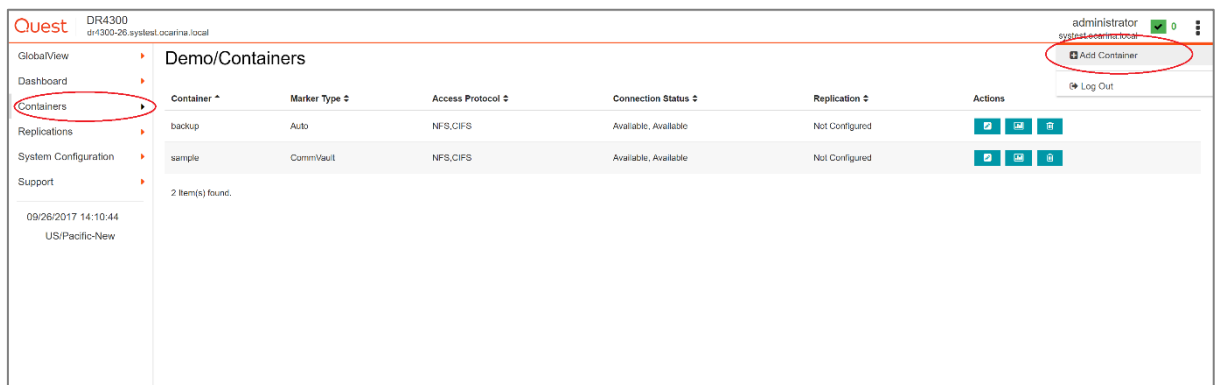 Quest DR4300 administrator 0
dr4300-26.systest.ocarina.local systest.ocarina.local
GlobalView
Dashboard
Containers
Replications
System Configuration
Support
09/26/2017 14:10:44
US/Pacific-New
Demo/Containers
Add Container
Log Out
Container Marker Type Access Protocol Connection Status Replication Actions
backup Auto NFS,CIFS Available, Available Not Configured
sample CommVault NFS,CIFS Available, Available Not Configured
2 Item(s) found.